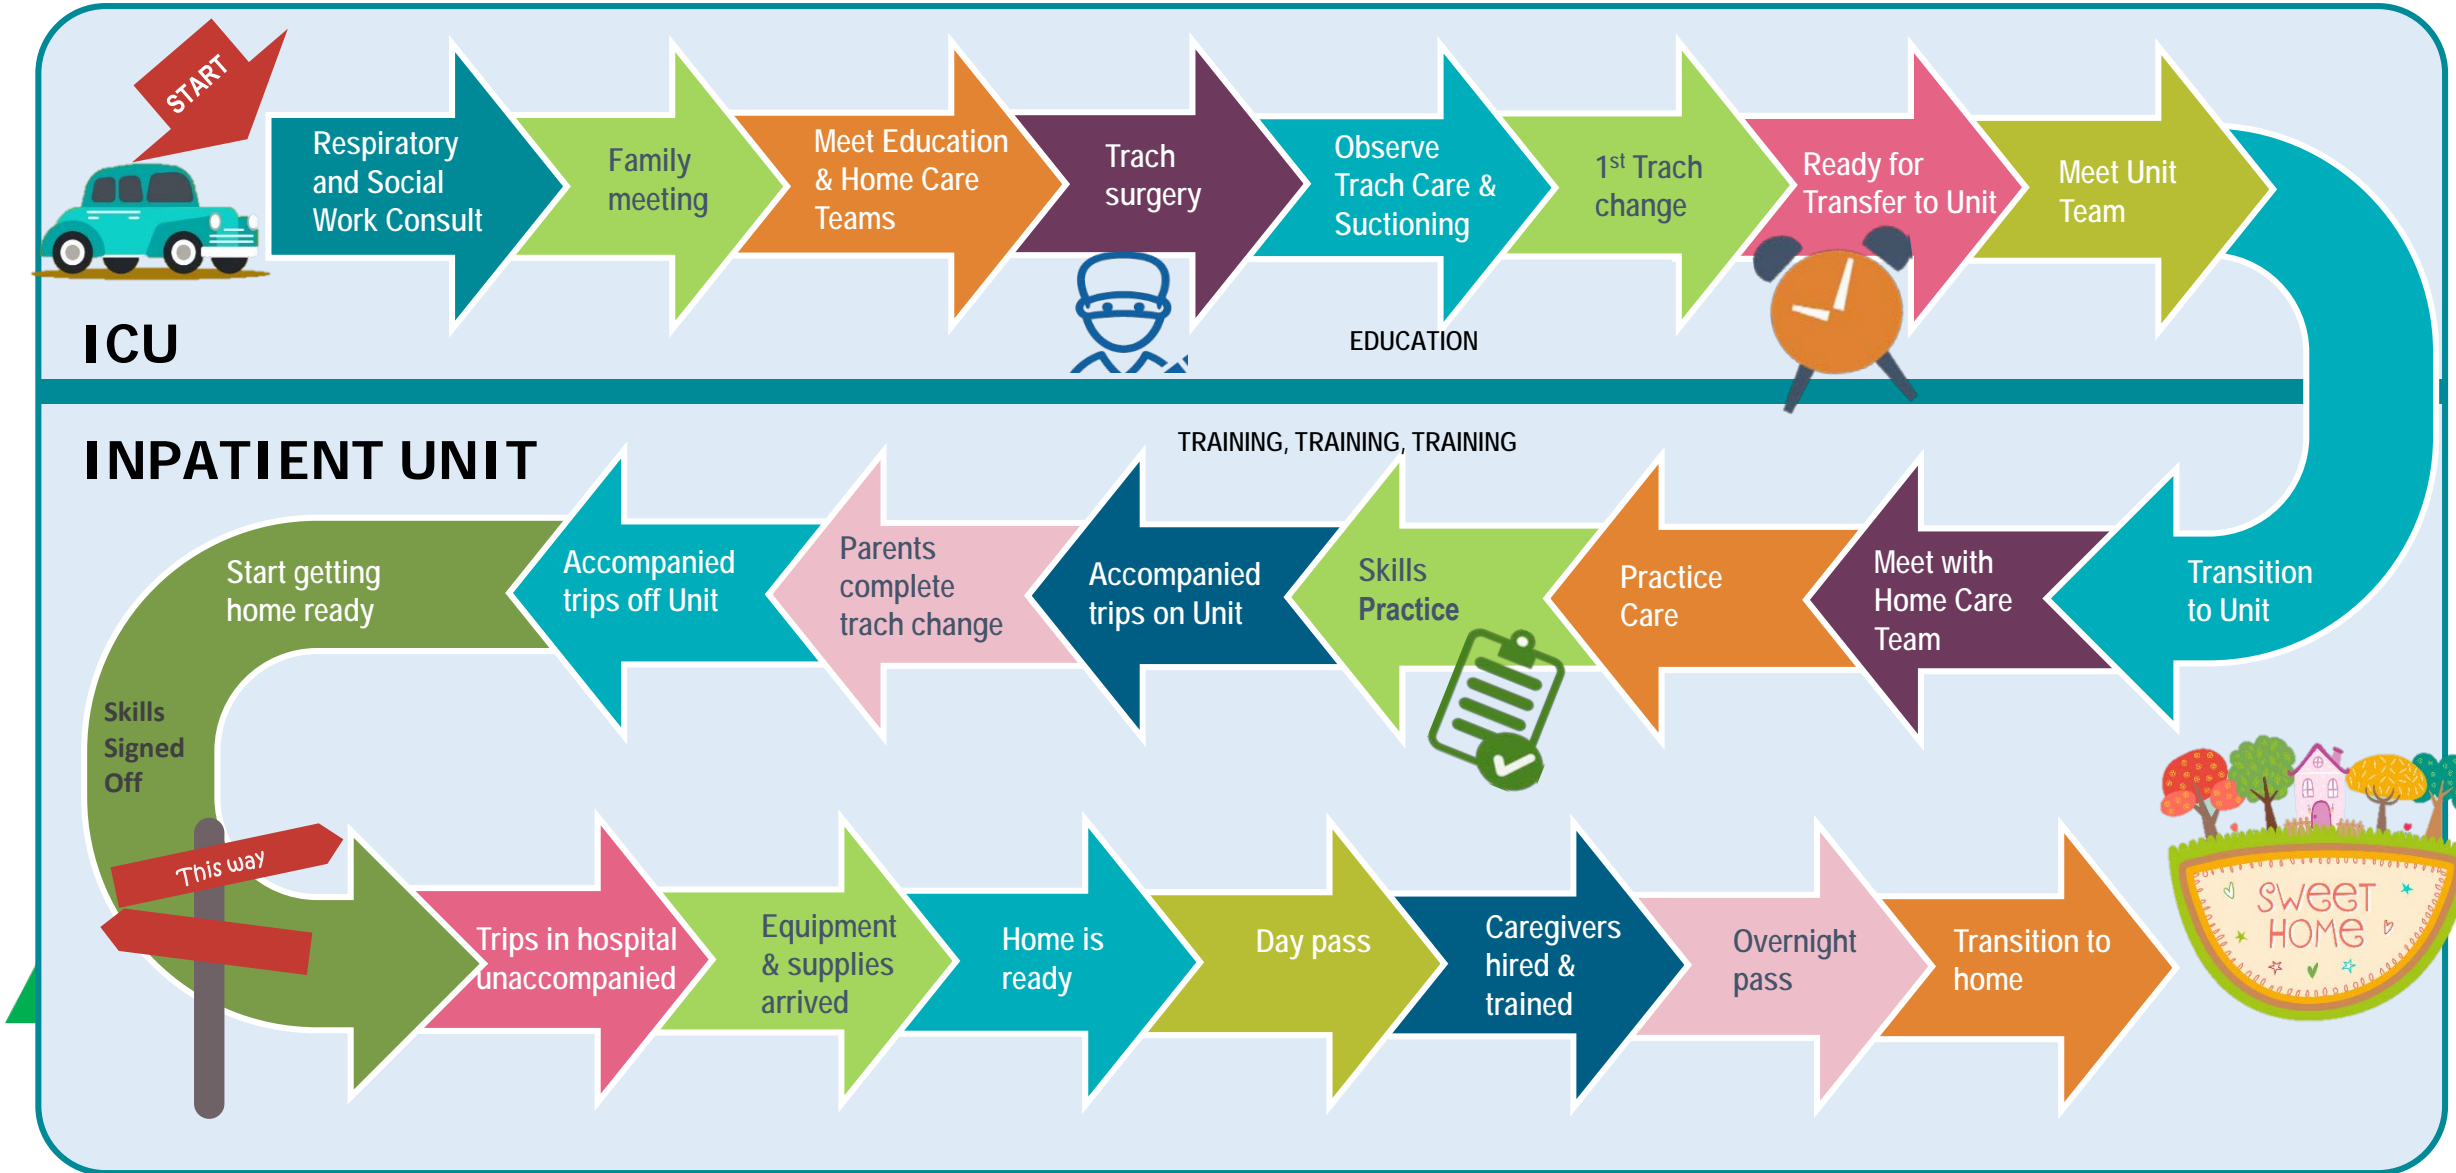 START
Respiratory
and Social
Work Consult
Family
meeting
Meet Education
& Home Care
Teams
Trach
surgery
Observe
Trach Care &
Suctioning
1st Trach
change
Ready for
Transfer to Unit
Meet Unit
Team
ICU
EDUCATION
INPATIENT UNIT
TRAINING, TRAINING, TRAINING
Transition
to Unit
Meet with
Home Care
Team
Practice
Care
Skills
Practice
Accompanied
trips on Unit
Parents
complete
trach change
Accompanied
trips off Unit
Start getting
home ready
Skills
Signed
Off
This way
Trips in hospital
unaccompanied
Equipment
& supplies
arrived
Home is
ready
Day pass
Caregivers
hired &
trained
Overnight
pass
Transition to
home
SWEET
HOME